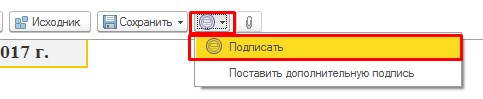 Исходник Сохранить
017 г.
Подписать
Поставить дополнительную подпись